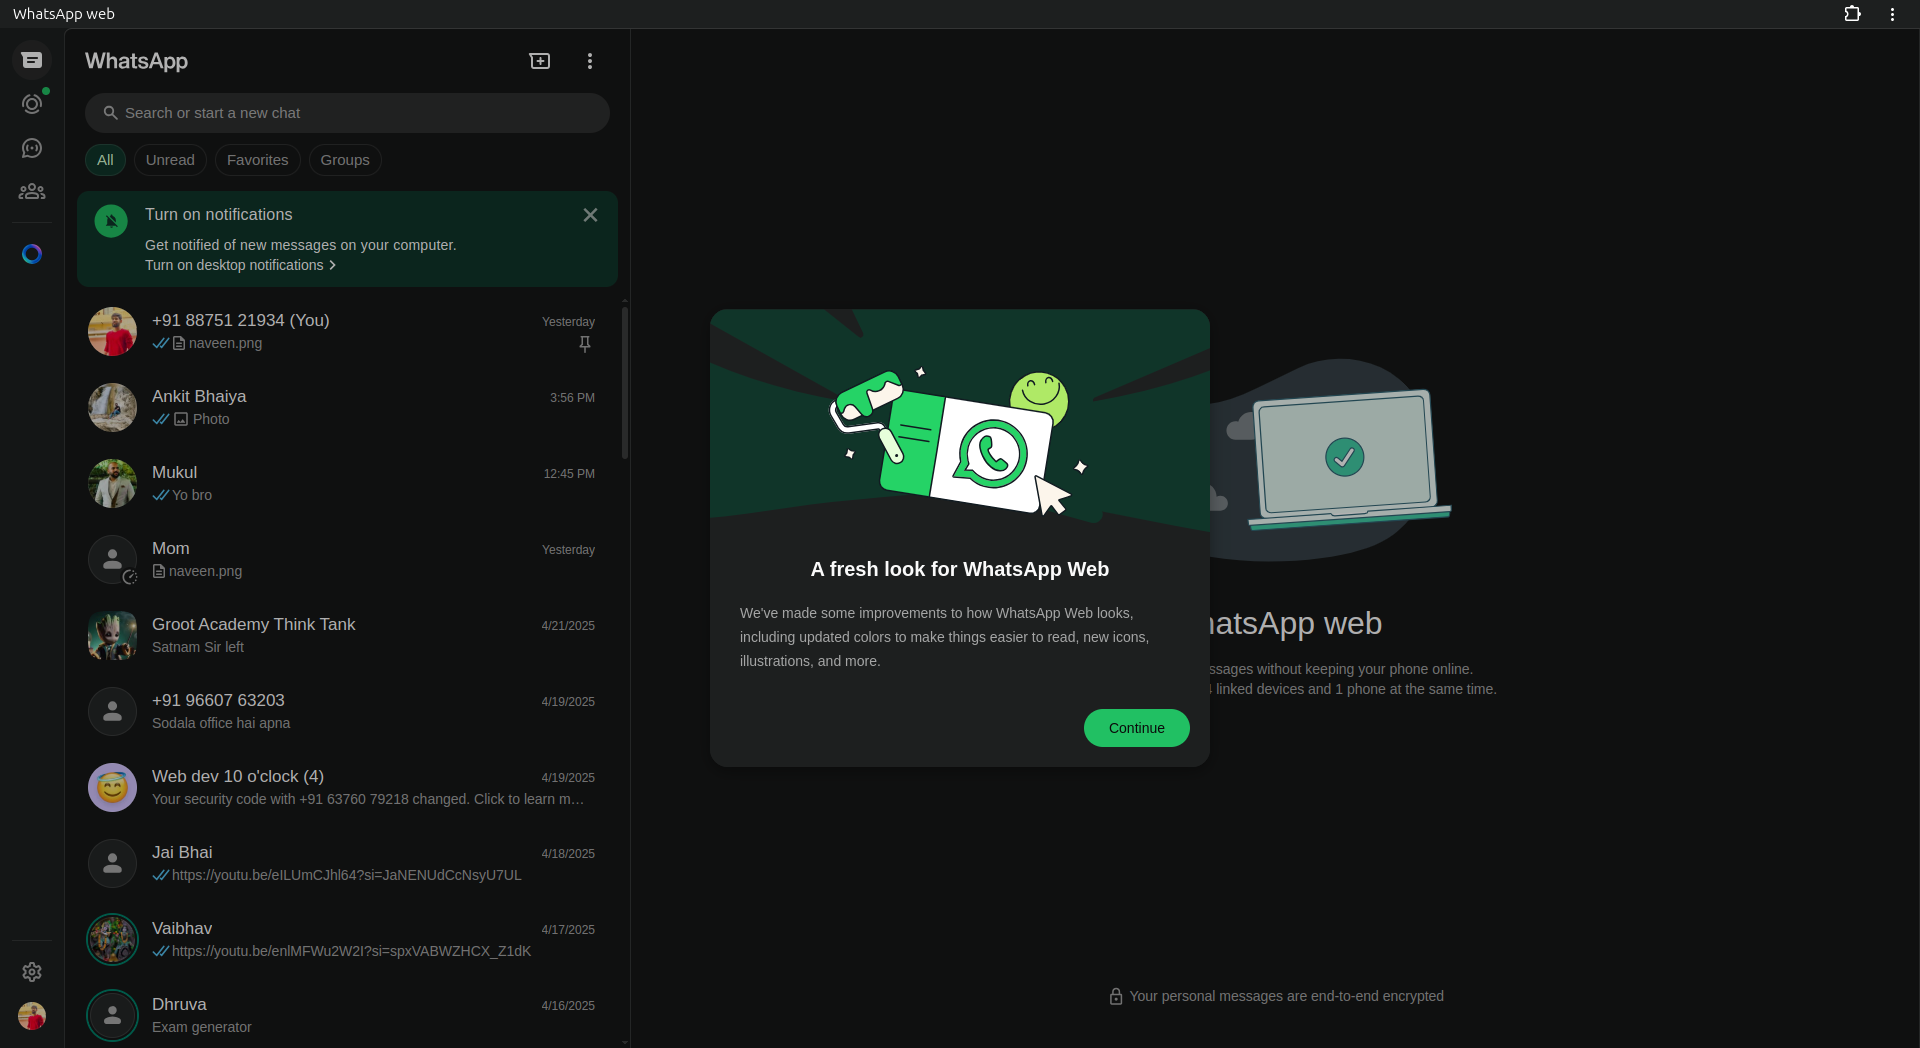 WhatsApp web
WhatsApp
Search or start a new chat
All
Unread
Favorites
Groups
Turn on notifications
Get notified of new messages on your computer.
Turn on desktop notifications
+91 88751 21934 (You)
Yesterday
naveen.png
Ankit Bhaiya
3:56 PM
Photo
Mukul
12:45 PM
Yo bro
Mom
Yesterday
naveen.png
Groot Academy Think Tank
4/21/2025
Satnam Sir left
+91 96607 63203
4/19/2025
Sodala office hai apna
Web dev 10 o'clock (4)
4/19/2025
Your security code with +91 63760 79218 changed. Click to learn m…
Jai Bhai
4/18/2025
https://youtu.be/eILUmCJhl64?si=JaNENUdCcNsyU7UL
Vaibhav
4/17/2025
https://youtu.be/enlMFWu2W2I?si=spxVABWZHCX_Z1dK
Dhruva
4/16/2025
Exam generator
A fresh look for WhatsApp Web
We've made some improvements to how WhatsApp Web looks,
including updated colors to make things easier to read, new icons,
illustrations, and more.
Continue
hatsApp web
ssages without keeping your phone online.
linked devices and 1 phone at the same time.
Your personal messages are end-to-end encrypted